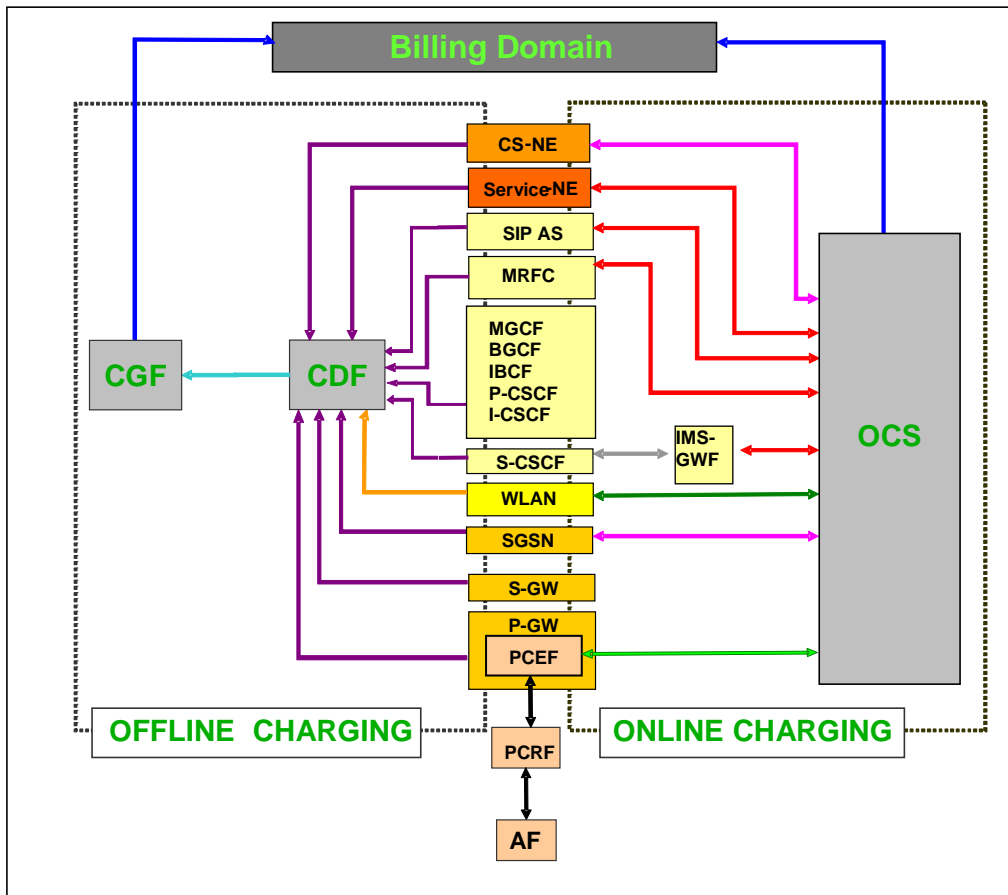 Billing Domain
CS-NE
Service-NE
SIP AS
MRFC
MGCF
BGCF
IBCF
P-CSCF
I-CSCF
CGF
CDF
OCS
S-CSCF
IMS-
GWF
WLAN
SGSN
S-GW
P-GW
PCEF
OFFLINE CHARGING
ONLINE CHARGING
PCRF
AF